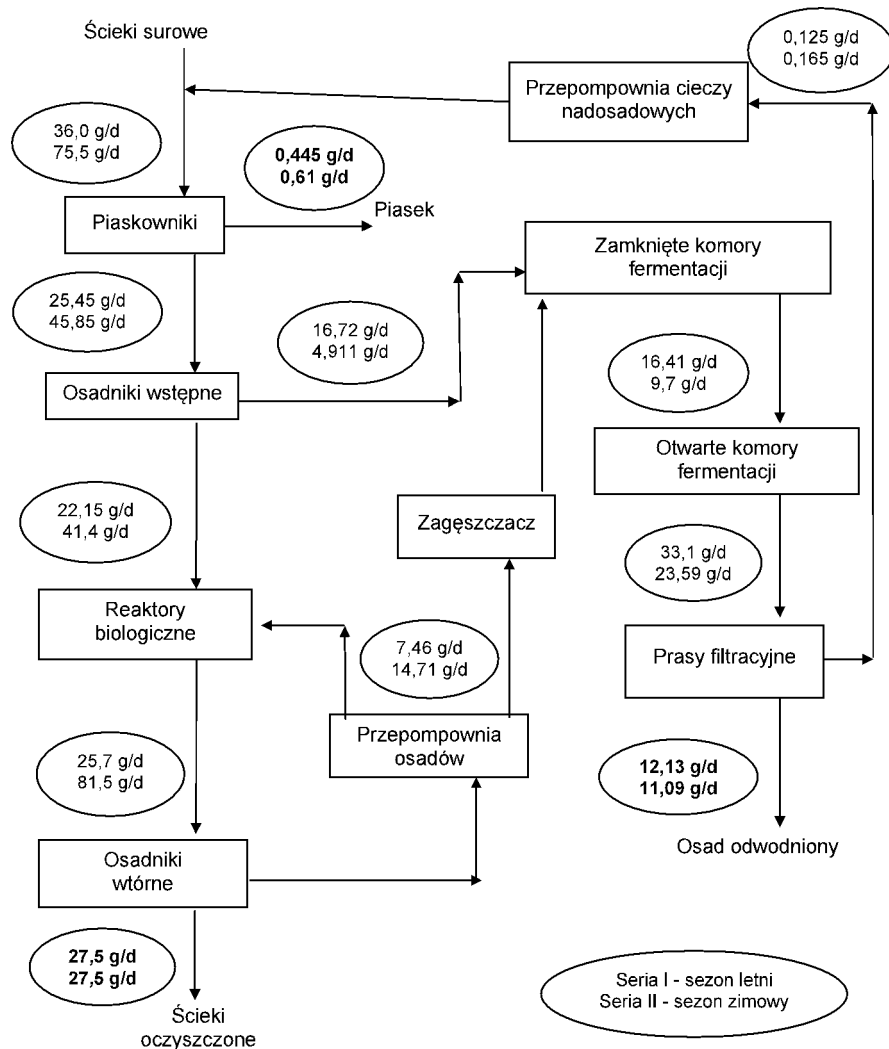 Ścieki surowe
0,125 g/d
0,165 g/d
Przepompownia cieczy
nadosadowych
36,0 g/d
75,5 g/d
0,445 g/d
0,61 g/d
Piaskowniki
Piasek
Zamknięte komory
fermentacji
25,45 g/d
45,85 g/d
16,72 g/d
4,911 g/d
16,41 g/d
9,7 g/d
Osadniki wstępne
Otwarte komory
fermentacji
22,15 g/d
41,4 g/d
Zagęszczacz
33,1 g/d
23,59 g/d
Reaktory
biologiczne
7,46 g/d
14,71 g/d
Prasy filtracyjne
Przepompownia
osadów
25,7 g/d
81,5 g/d
12,13 g/d
11,09 g/d
Osadniki
wtórne
Osad odwodniony
27,5 g/d
27,5 g/d
Seria I - sezon letni
Seria II - sezon zimowy
Ścieki
oczyszczone